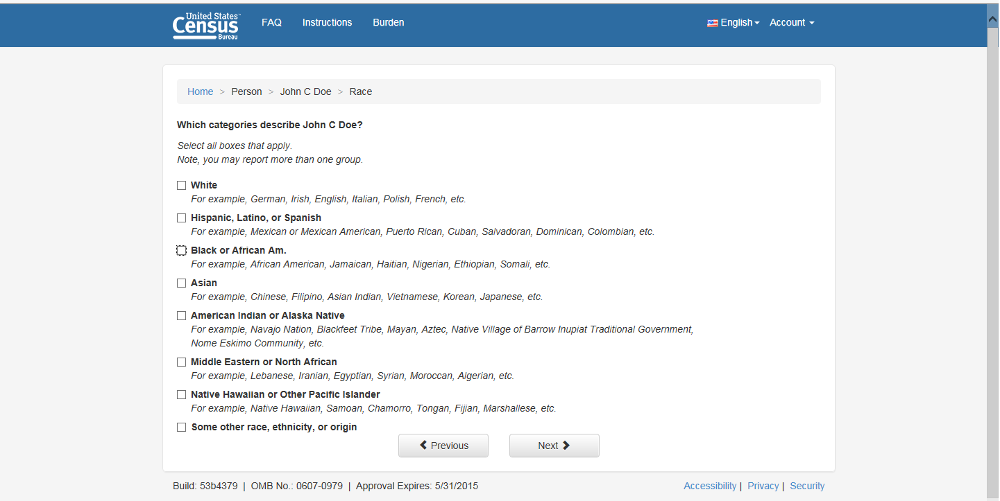 United States™
Census
Bureau
FAQ Instructions Burden English Account
Home > Person > John C Doe > Race
Which categories describe John C Doe?
Select all boxes that apply.
Note, you may report more than one group.
White
For example, German, Irish, English, Italian, Polish, French, etc.
Hispanic, Latino, or Spanish
For example, Mexican or Mexican American, Puerto Rican, Cuban, Salvadoran, Dominican, Colombian, etc.
Black or African Am.
For example, African American, Jamaican, Haitian, Nigerian, Ethiopian, Somali, etc.
Asian
For example, Chinese, Filipino, Asian Indian, Vietnamese, Korean, Japanese, etc.
American Indian or Alaska Native
For example, Navajo Nation, Blackfeet Tribe, Mayan, Aztec, Native Village of Barrow Inupiat Traditional Government,
Nome Eskimo Community, etc.
Middle Eastern or North African
For example, Lebanese, Iranian, Egyptian, Syrian, Moroccan, Algerian, etc.
Native Hawaiian or Other Pacific Islander
For example, Native Hawaiian, Samoan, Chamorro, Tongan, Fijian, Marshallese, etc.
Some other race, ethnicity, or origin
Previous Next
Build: 53b4379 | OMB No.: 0607-0979 | Approval Expires: 5/31/2015 Accessibility | Privacy | Security